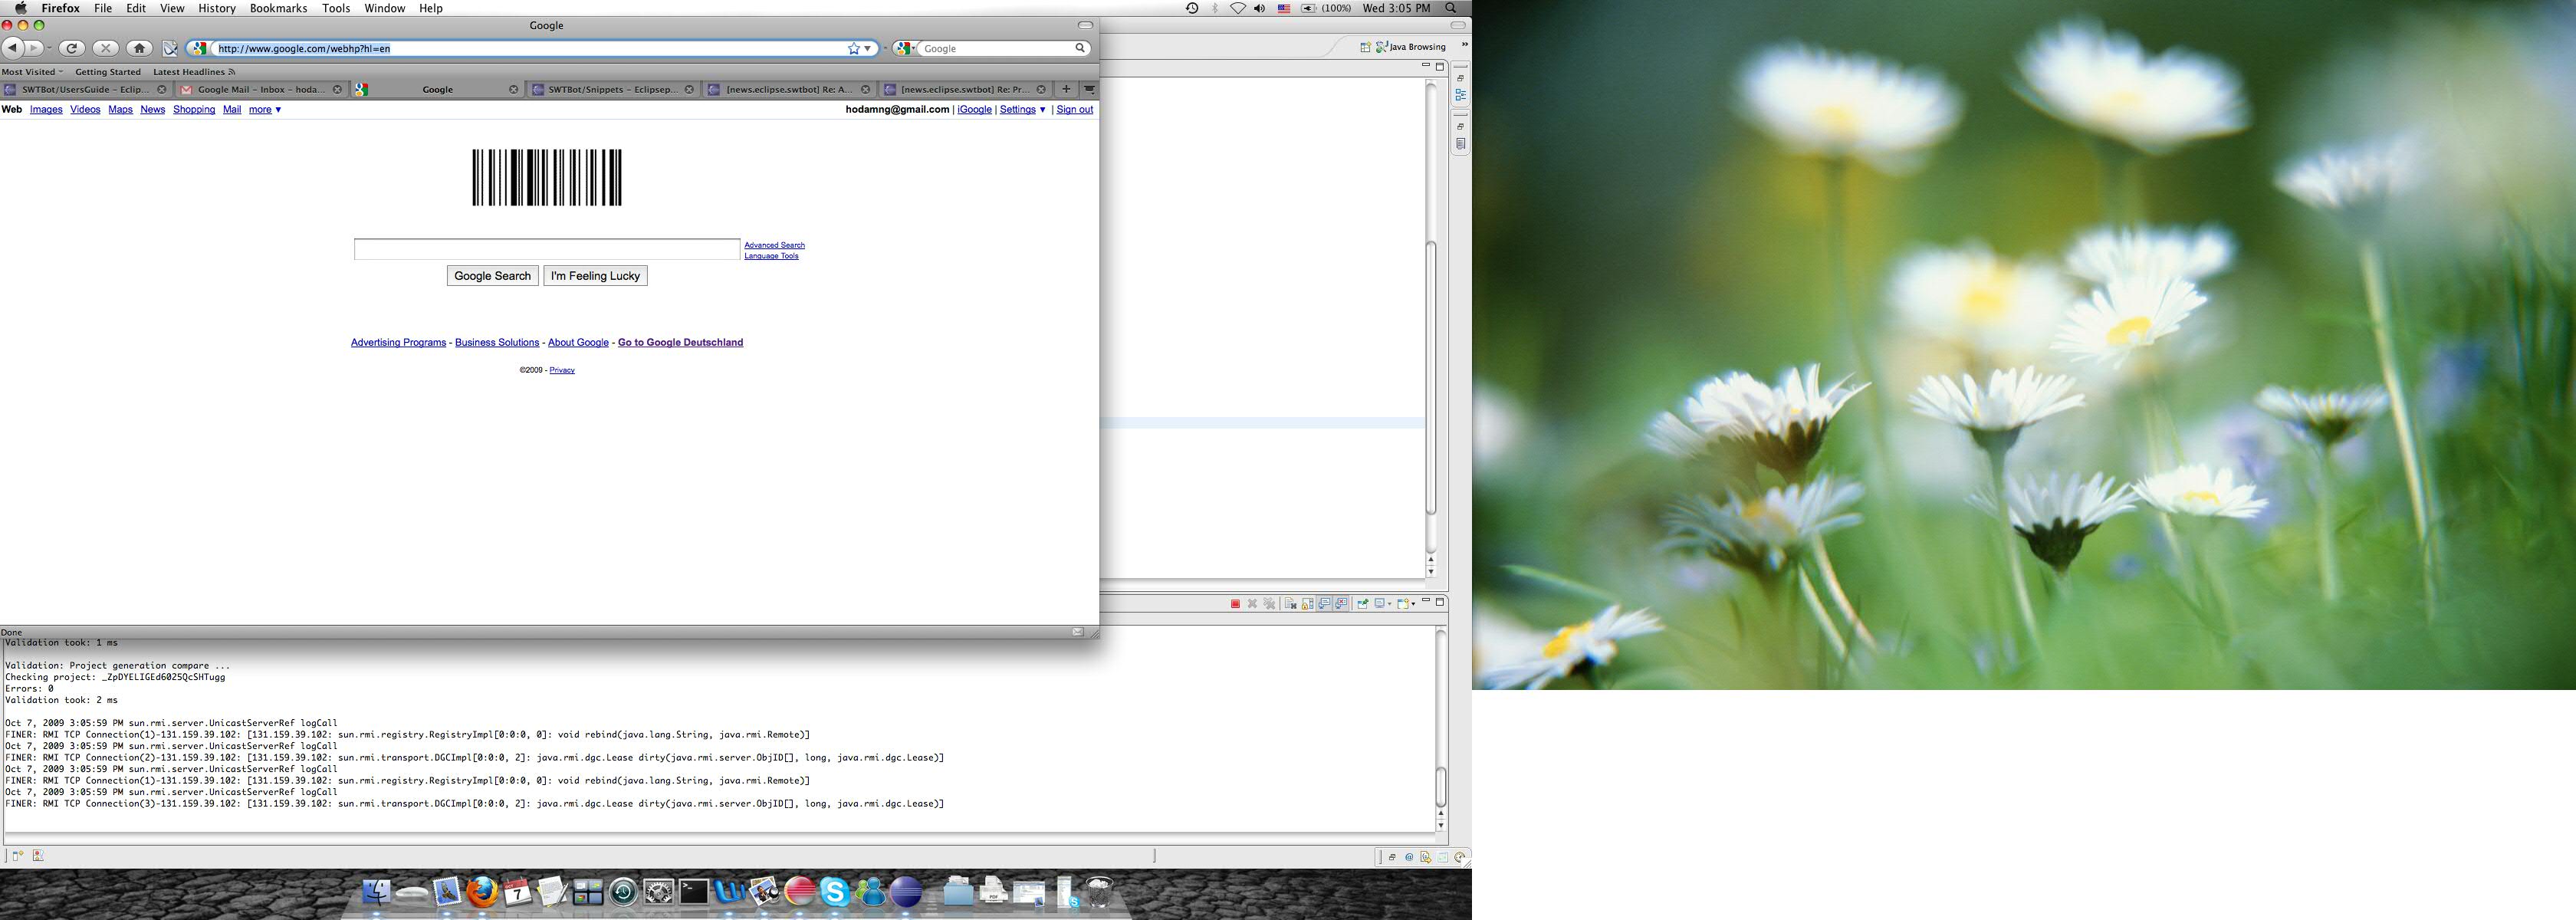 Firefox File Edit View History Bookmarks Tools Window Help (100%) Wed 3:05 PM
Google
http://www.google.com/webhp?hl=en Google
Java Browsing
Most Visited Getting Started Latest Headlines
SWTBot/UsersGuide - Eclip... Google Mail - Inbox - hoda... Google SWTBot/Snippets - Eclipsep... [news.eclipse.swtbot] Re: A... [news.eclipse.swtbot] Re: Pr...
Web Images Videos Maps News Shopping Mail more ▼ hodamng@gmail.com | iGoogle | Settings ▼ | Sign out
Advanced Search
Language Tools
Google Search I'm Feeling Lucky
Advertising Programs - Business Solutions - About Google - Go to Google Deutschland
©2009 - Privacy
Done
Validation took: 1 ms
Validation: Project generation compare ...
Checking project: _ZpDYELIGEd6025QcSHTugg
Errors: 0
Validation took: 2 ms
Oct 7, 2009 3:05:59 PM sun.rmi.server.UnicastServerRef logCall
FINER: RMI TCP Connection(1)-131.159.39.102: [131.159.39.102: sun.rmi.registry.RegistryImpl[0:0:0, 0]: void rebind(java.lang.String, java.rmi.Remote)]
Oct 7, 2009 3:05:59 PM sun.rmi.server.UnicastServerRef logCall
FINER: RMI TCP Connection(2)-131.159.39.102: [131.159.39.102: sun.rmi.transport.DGCImpl[0:0:0, 2]: java.rmi.dgc.Lease dirty(java.rmi.server.ObjID[], long, java.rmi.dgc.Lease)]
Oct 7, 2009 3:05:59 PM sun.rmi.server.UnicastServerRef logCall
FINER: RMI TCP Connection(1)-131.159.39.102: [131.159.39.102: sun.rmi.registry.RegistryImpl[0:0:0, 0]: void rebind(java.lang.String, java.rmi.Remote)]
Oct 7, 2009 3:05:59 PM sun.rmi.server.UnicastServerRef logCall
FINER: RMI TCP Connection(3)-131.159.39.102: [131.159.39.102: sun.rmi.transport.DGCImpl[0:0:0, 2]: java.rmi.dgc.Lease dirty(java.rmi.server.ObjID[], long, java.rmi.dgc.Lease)]
7